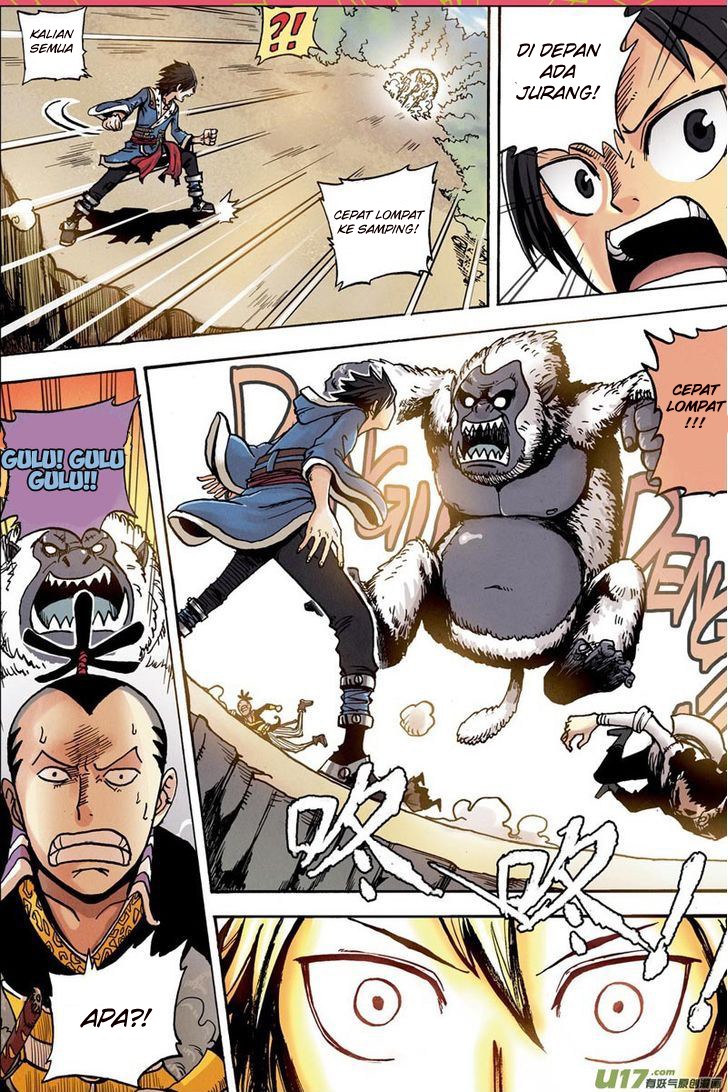 KALIAN
SEMUA
?!
DI DEPAN
ADA
JURANG!
CEPAT LOMPAT
KE SAMPING!
CEPAT
LOMPAT
!!!
GULU! GULU
GULU!!
咚
咚!
APA?!
U17.com
有妖气原创漫画